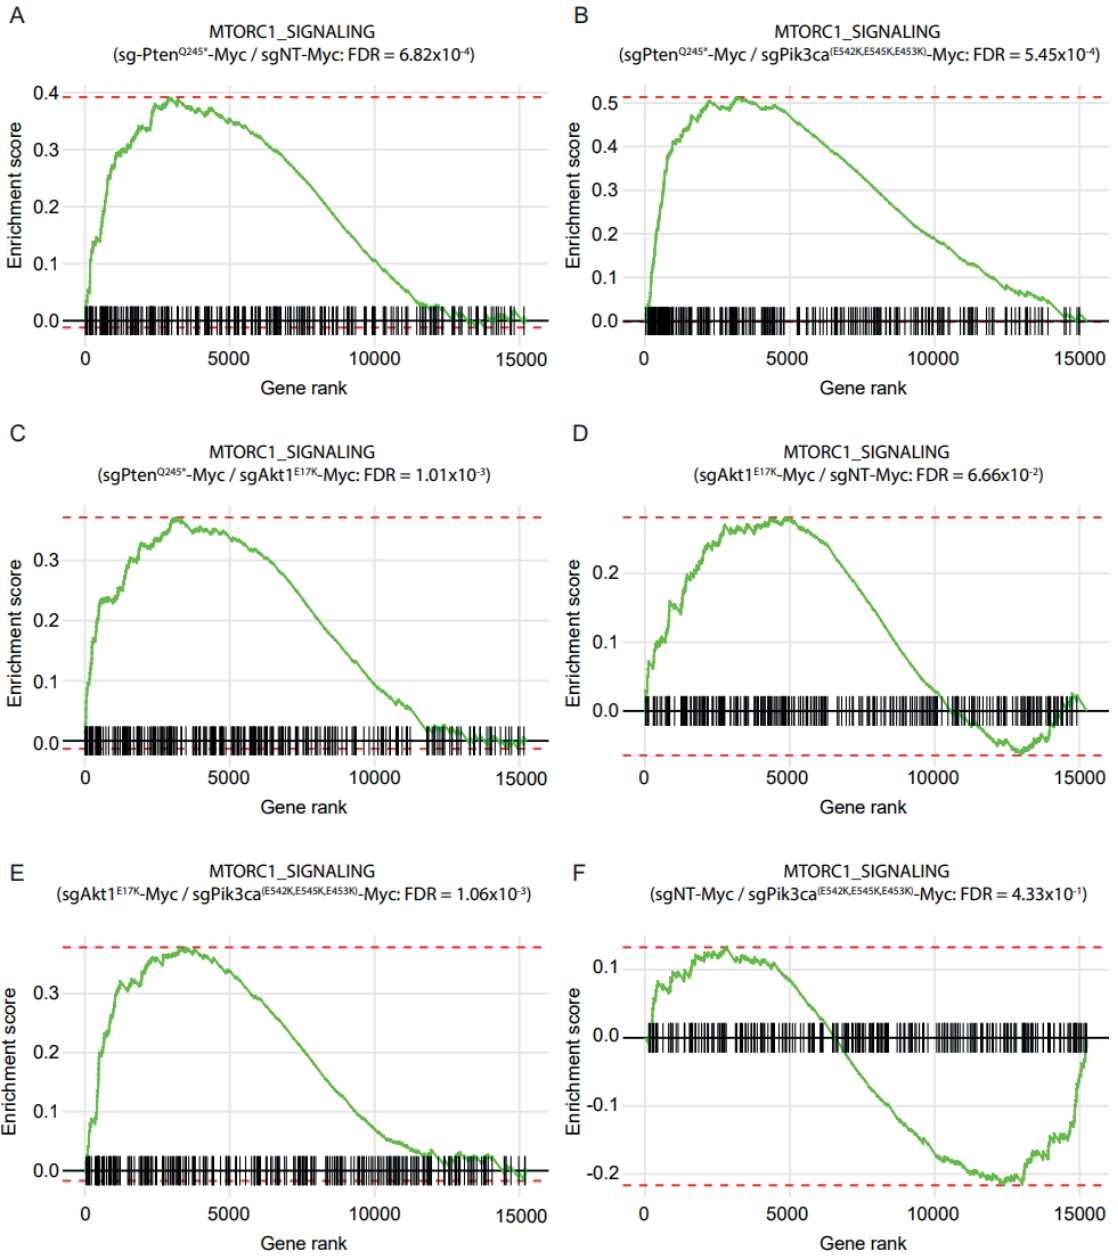 A
MTORC1_SIGNALING
(sg-Pten^Q245*-Myc / sgNT-Myc: FDR = 6.82x10^-4)
Enrichment score
0.4
0.3
0.2
0.1
0.0
0 5000 10000 15000
Gene rank
B
MTORC1_SIGNALING
(sgPten^Q245*-Myc / sgPik3ca^(E542K,E545K,E453K)-Myc: FDR = 5.45x10^-4)
Enrichment score
0.5
0.4
0.3
0.2
0.1
0.0
0 5000 10000 15000
Gene rank
C
MTORC1_SIGNALING
(sgPten^Q245*-Myc / sgAkt1^E17K-Myc: FDR = 1.01x10^-3)
Enrichment score
0.3
0.2
0.1
0.0
0 5000 10000 15000
Gene rank
D
MTORC1_SIGNALING
(sgAkt1^E17K-Myc / sgNT-Myc: FDR = 6.66x10^-2)
Enrichment score
0.2
0.1
0.0
0 5000 10000 15000
Gene rank
E
MTORC1_SIGNALING
(sgAkt1^E17K-Myc / sgPik3ca^(E542K,E545K,E453K)-Myc: FDR = 1.06x10^-3)
Enrichment score
0.3
0.2
0.1
0.0
0 5000 10000 15000
Gene rank
F
MTORC1_SIGNALING
(sgNT-Myc / sgPik3ca^(E542K,E545K,E453K)-Myc: FDR = 4.33x10^-1)
Enrichment score
0.1
0.0
-0.1
-0.2
0 5000 10000 15000
Gene rank